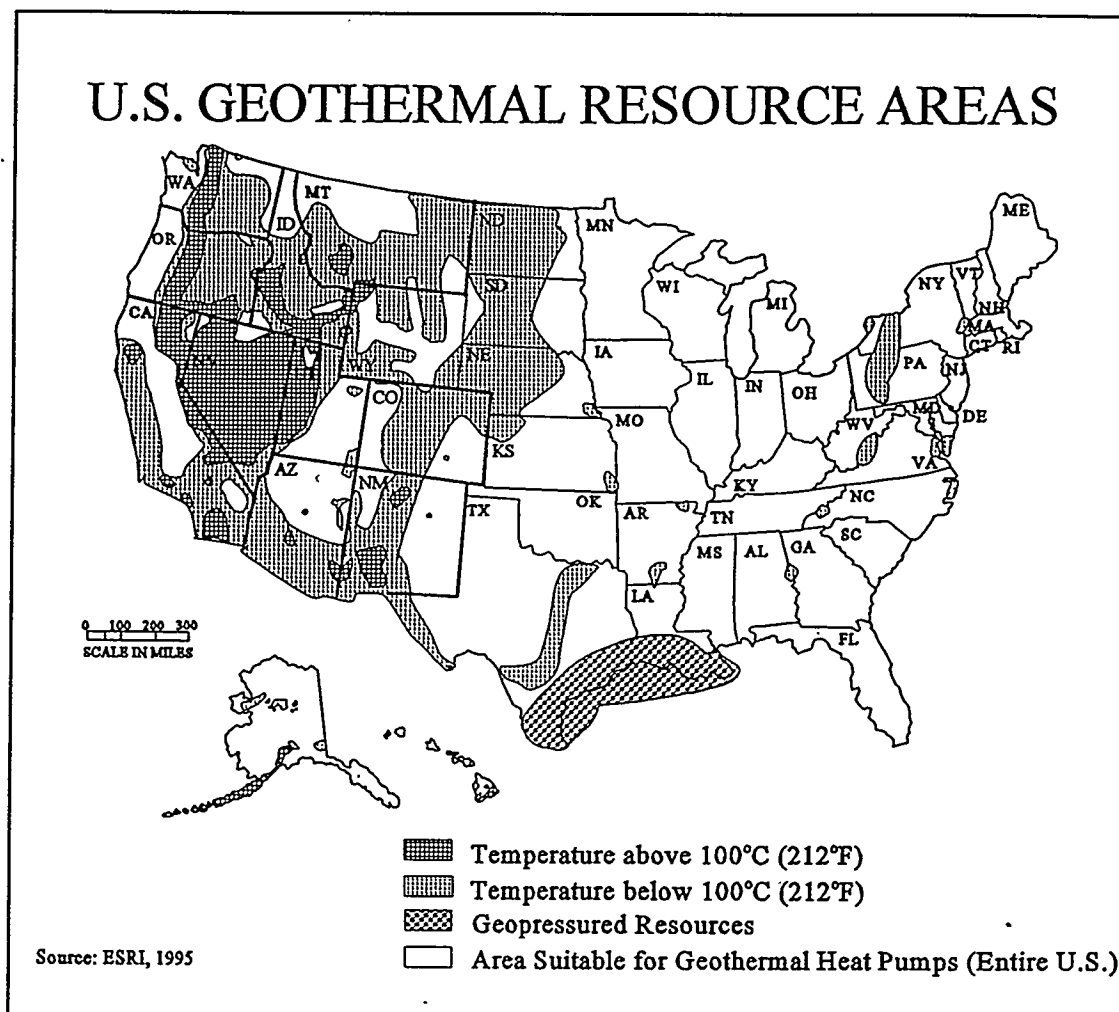 U.S. GEOTHERMAL RESOURCE AREAS
WA
MT
ND
MN
ME
ID
OR
SD
WI
MI
NY
VT
NH
MA
CT
RI
CA
NV
WY
NE
IA
IL
IN
OH
PA
NJ
CO
MO
WV
MD
DE
KS
KY
VA
AZ
NM
TX
OK
AR
TN
NC
SC
MS
AL
GA
LA
FL
0 100 200 300
SCALE IN MILES
Temperature above 100°C (212°F)
Temperature below 100°C (212°F)
Geopressured Resources
Area Suitable for Geothermal Heat Pumps (Entire U.S.)
Source: ESRI, 1995